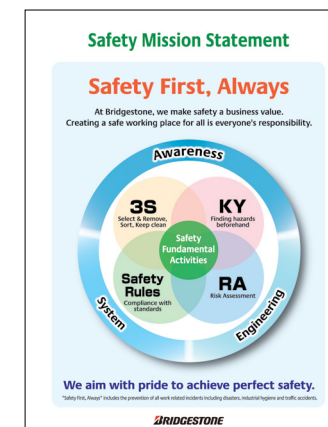 Safety Mission Statement
Safety First, Always
At Bridgestone, we make safety a business value.
Creating a safe working place for all is everyone's responsibility.
Awareness
3S
Select & Remove,
Sort, Keep clean
KY
Finding hazards
beforehand
Safety
Fundamental
Activities
Safety
Rules
Compliance with
standards
RA
Risk Assessment
System
Engineering
We aim with pride to achieve perfect safety.
"Safety First, Always" includes the prevention of all work related incidents including disasters, industrial hygiene and traffic accidents.
BRIDGESTONE